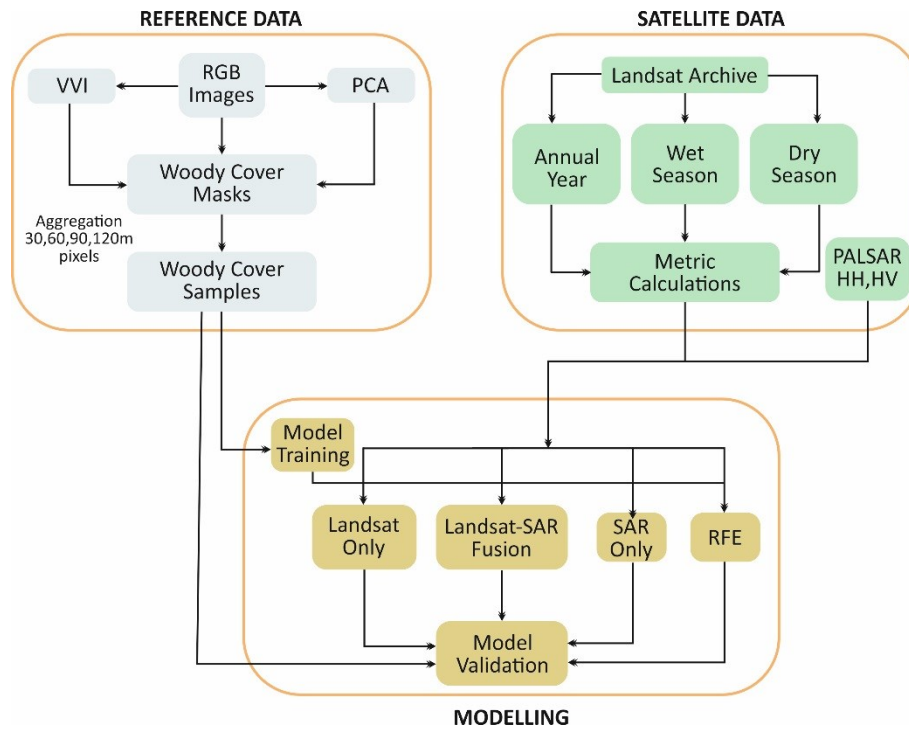 REFERENCE DATA
VVI
RGB
Images
PCA
Woody Cover
Masks
Aggregation
30,60,90,120m
pixels
Woody Cover
Samples
SATELLITE DATA
Landsat Archive
Annual
Year
Wet
Season
Dry
Season
Metric
Calculations
PALSAR
HH,HV
Model
Training
Landsat
Only
Landsat-SAR
Fusion
SAR
Only
RFE
Model
Validation
MODELLING